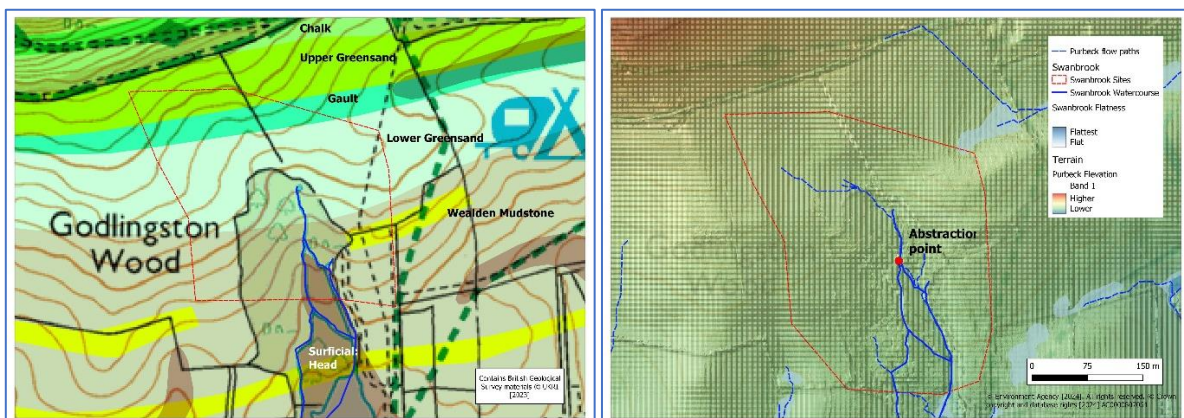 Chalk
Upper Greensand
Gault
Lower Greensand
Wealden Mudstone
Godlingston
Wood
Surficial:
Head
Contains British Geological
Survey materials (© UKRI
[2023]
Purbeck flow paths
Swanbrook
Swanbrook Sites
Swanbrook Watercourse
Swanbrook Flatness
Flattest
Flat
Terrain
Purbeck Elevation
Band 1
Higher
Lower
Abstraction
point
0 75 150 m
Environment Agency [2024]. All rights reserved. © Crown
copyright and database rights [2024]